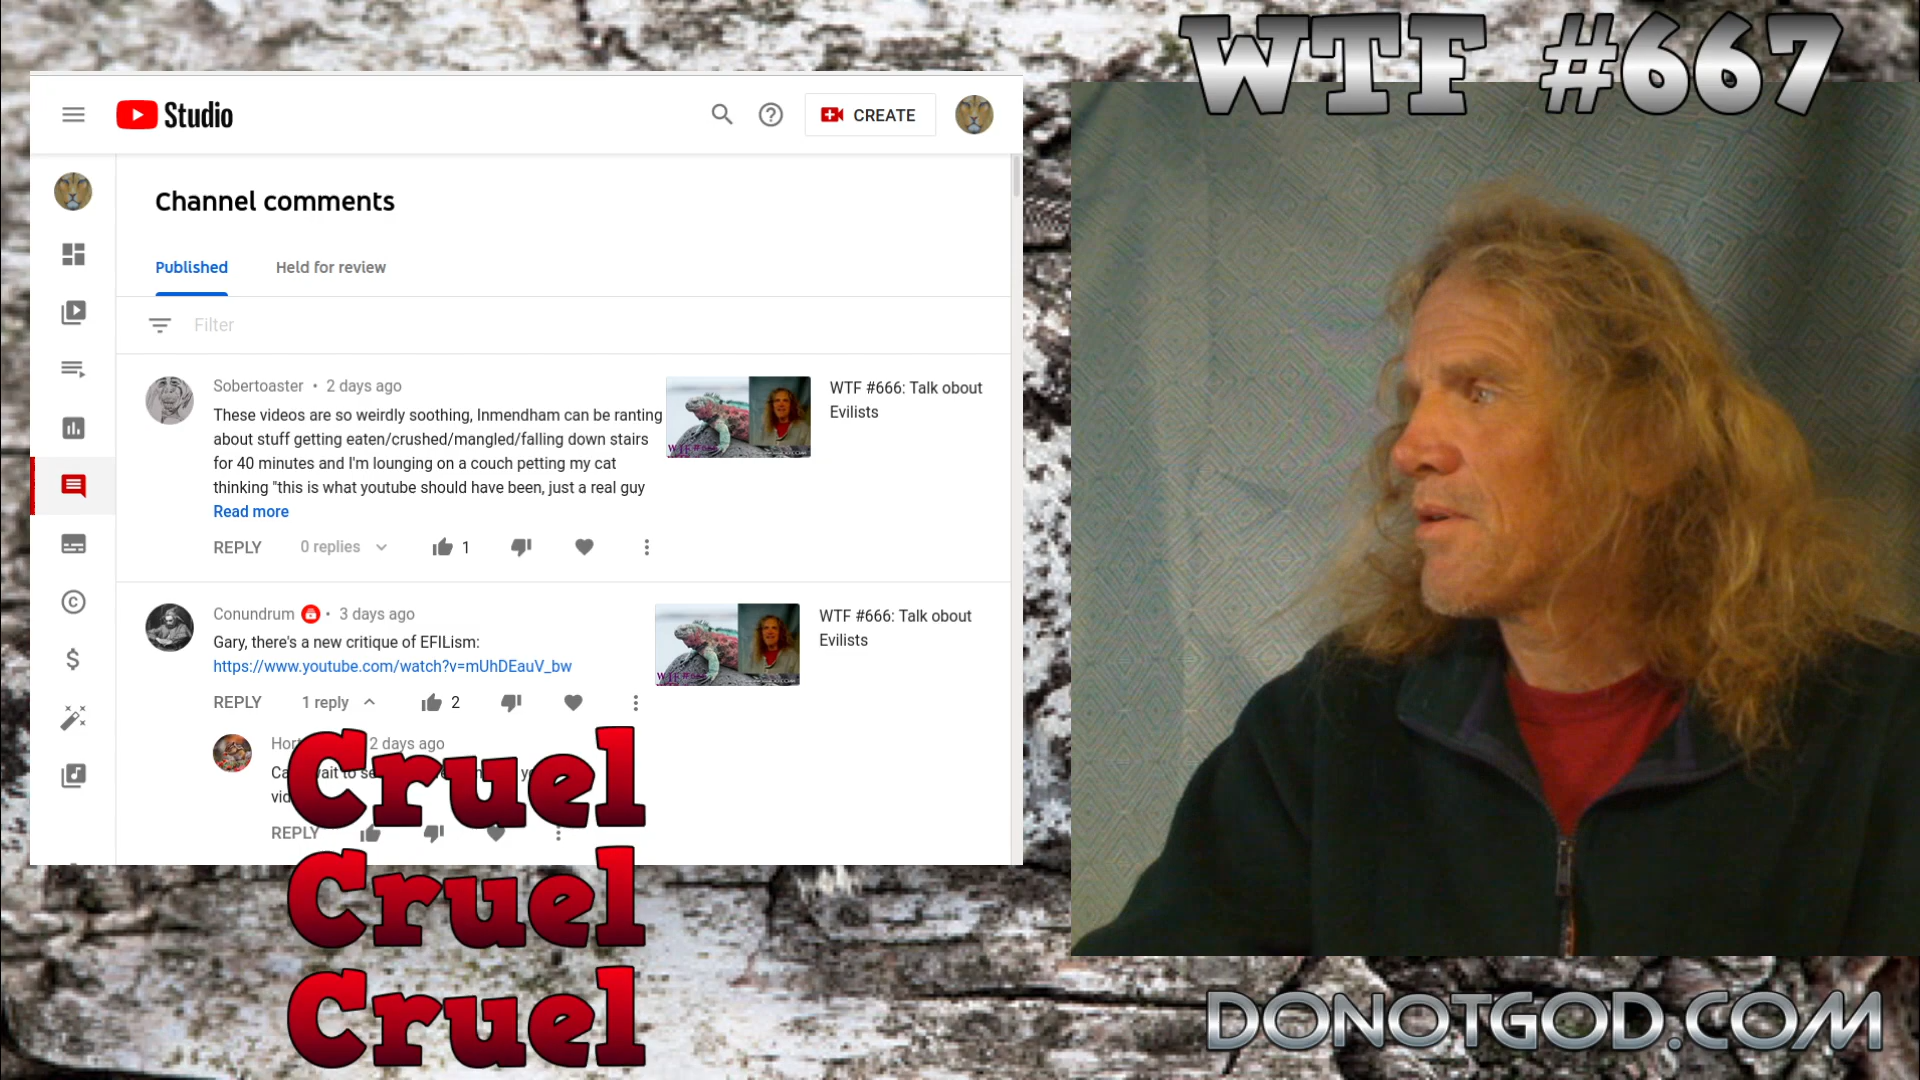 WTF #667
Studio
CREATE
Channel comments
Published Held for review
Filter
Sobertoaster • 2 days ago
These videos are so weirdly soothing, Inmendham can be ranting
about stuff getting eaten/crushed/mangled/falling down stairs
for 40 minutes and I'm lounging on a couch petting my cat
thinking "this is what youtube should have been, just a real guy
Read more
REPLY 0 replies 1
WTF #666: Talk obout
Evilists
Conundrum • 3 days ago
Gary, there's a new critique of EFILism:
https://www.youtube.com/watch?v=mUhDEauV_bw
REPLY 1 reply 2
WTF #666: Talk obout
Evilists
2 days ago
REPLY
Cruel
Cruel
Cruel
DONOTGOD.COM